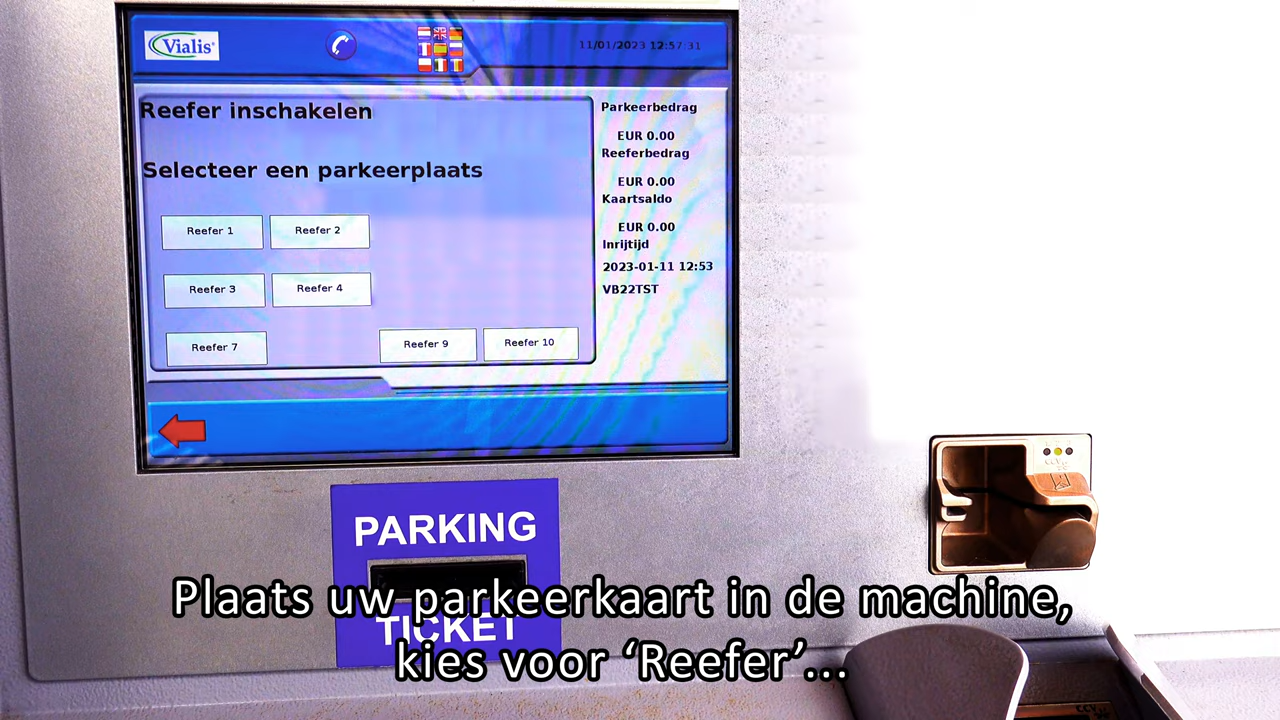 Vialis
11/01/2023 12:57:31
Reefer inschakelen
Selecteer een parkeerplaats
Reefer 1
Reefer 2
Reefer 3
Reefer 4
Reefer 7
Reefer 9
Reefer 10
Parkeerbedrag
EUR 0.00
Reeferbedrag
EUR 0.00
Kaartsaldo
EUR 0.00
Inrijtijd
2023-01-11 12:53
VB22TST
PARKING
TICKET
Plaats uw parkeerkaart in de machine,
kies voor ‘Reefer’...